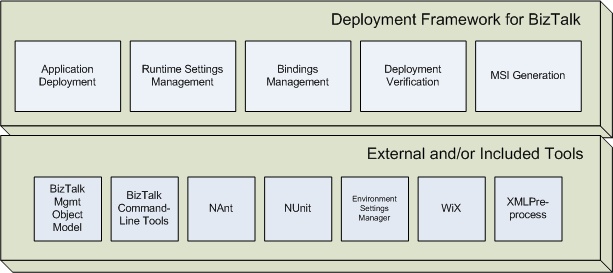 Deployment Framework for BizTalk
Application
Deployment
Runtime Settings
Management
Bindings
Management
Deployment
Verification
MSI Generation
External and/or Included Tools
BizTalk
Mgmt
Object
Model
BizTalk
Command-
Line Tools
NAnt
NUnit
Environment
Settings
Manager
WiX
XMLPre-
process